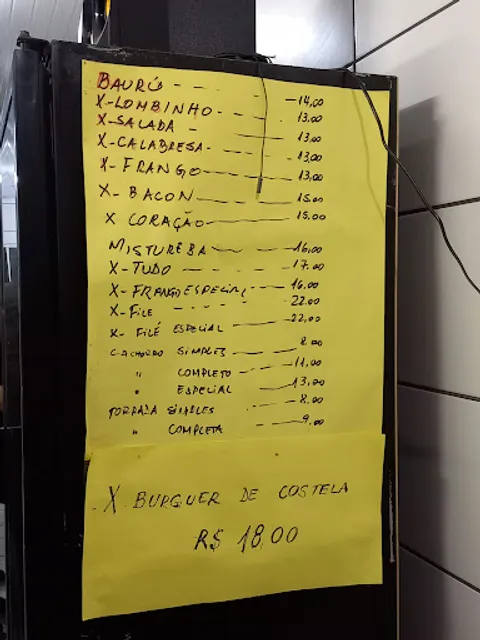 BAURÚ - - - - 14,00
X-LOMBINHO - - - 13.00
X-SALADA - 13,00
X-CALABRESA - - 13,00
X-FRANGO 13,00
X-BACON 15.00
X CORAÇÃO 15.00
MISTUREBA 16,00
X-TUDO - - - - 17.00
X-FRANGO ESPECIAL - - 16.00
X-FILE 22.00
X-FILÉ ESPECIAL 22,00
CACHORRO SIMPLES 8.00
" COMPLETO 11,00
" ESPECIAL 13,00
TORRADA SIMPLES - - - 8.00
" COMPLETA - - 9,00
X BURGUER DE COSTELA
R$ 18,00